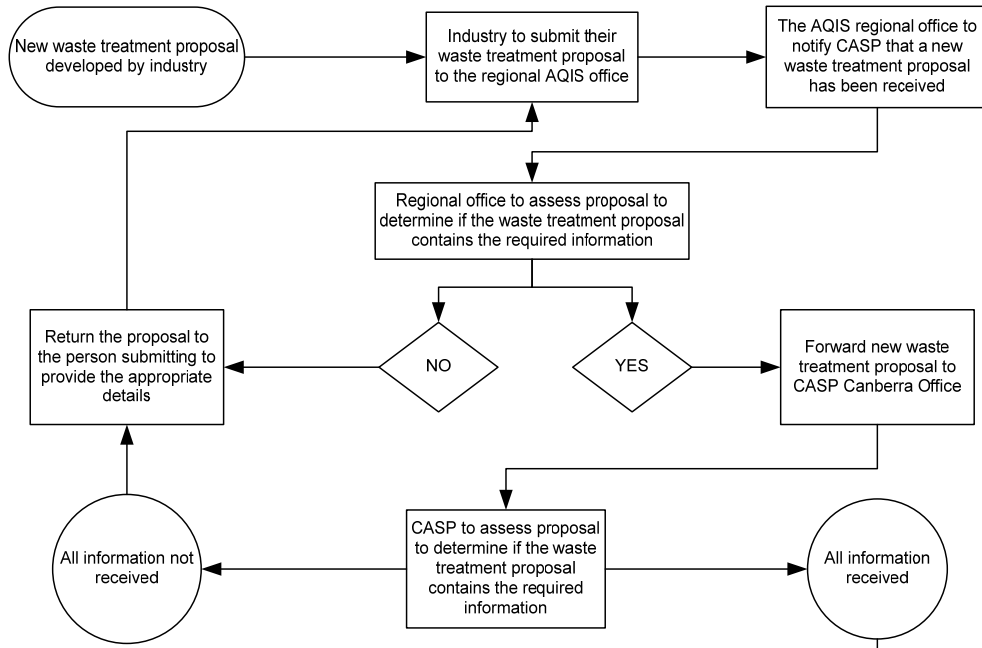 New waste treatment proposal
developed by industry
Industry to submit their
waste treatment proposal
to the regional AQIS office
The AQIS regional office to
notify CASP that a new
waste treatment proposal
has been received
Regional office to assess proposal to
determine if the waste treatment proposal
contains the required information
Return the proposal to
the person submitting to
provide the appropriate
details
NO
YES
Forward new waste
treatment proposal to
CASP Canberra Office
All information not
received
CASP to assess proposal
to determine if the waste
treatment proposal
contains the required
information
All information
received